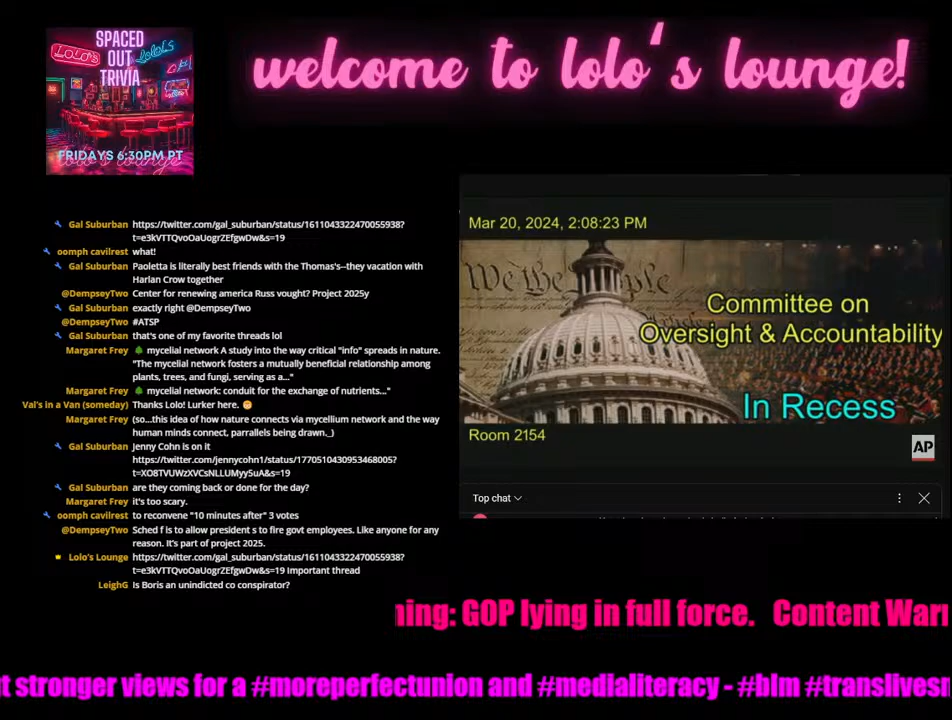 SPACED
OUT
TRIVIA
LOLO'S
FRIDAYS 6:30PM PT
lolo's lounge
welcome to lolo's lounge!
Gal Suburban https://twitter.com/gal_suburban/status/1611043322470055938?
t=e3kVTTQvoOaUogrZEfgwDw&s=19
oomph cavilrest what!
Gal Suburban Paoletta is literally best friends with the Thomas's--they vacation with
Harlan Crow together
@DempseyTwo Center for renewing america Russ vought? Project 2025y
Gal Suburban exactly right @DempseyTwo
@DempseyTwo #ATSP
Gal Suburban that's one of my favorite threads lol
Margaret Frey 🌲 mycelial network A study into the way critical "info" spreads in nature.
"The mycelial network fosters a mutually beneficial relationship among
plants, trees, and fungi, serving as a..."
Margaret Frey 🌲 mycelial network: conduit for the exchange of nutrients..."
Val's in a Van (someday) Thanks Lolo! Lurker here.
Margaret Frey (so...this idea of how nature connects via mycellium network and the way
human minds connect, parrallels being drawn._)
Gal Suburban Jenny Cohn is on it
https://twitter.com/jennycohn1/status/1770510430953468005?
t=XO8TVUWzXVCsNLLUMyy5uA&s=19
Gal Suburban are they coming back or done for the day?
Margaret Frey it's too scary.
oomph cavilrest to reconvene "10 minutes after" 3 votes
@DempseyTwo Sched f is to allow president s to fire govt employees. Like anyone for any
reason. It's part of project 2025.
Lolo's Lounge https://twitter.com/gal_suburban/status/1611043322470055938?
t=e3kVTTQvoOaUogrZEfgwDw&s=19 Important thread
LeighG Is Boris an unindicted co conspirator?
Mar 20, 2024, 2:08:23 PM
We the People
Committee on
Oversight & Accountability
In Recess
Room 2154
AP
Top chat
ning: GOP lying in full force. Content Warn
t stronger views for a #moreperfectunion and #medialiteracy - #blm #translives